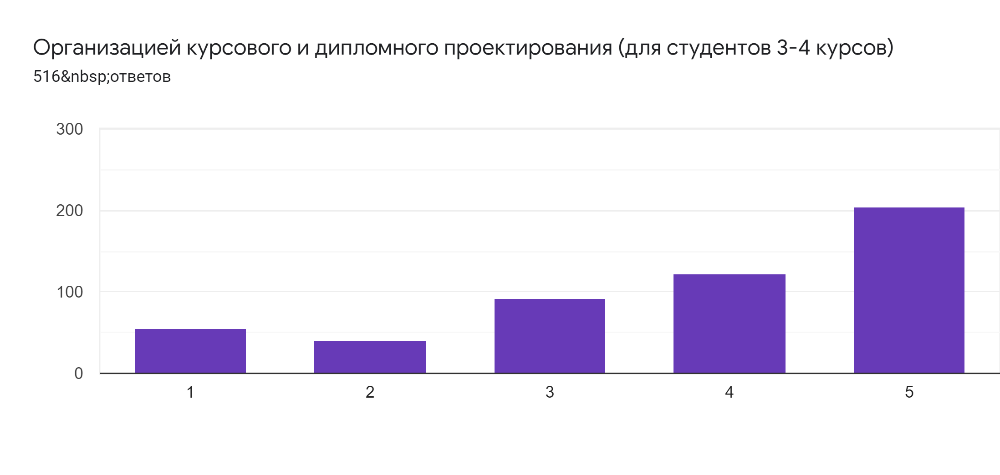 Организацией курсового и дипломного проектирования (для студентов 3-4 курсов)
516&nbsp;ответов
300
200
100
0
1 2 3 4 5